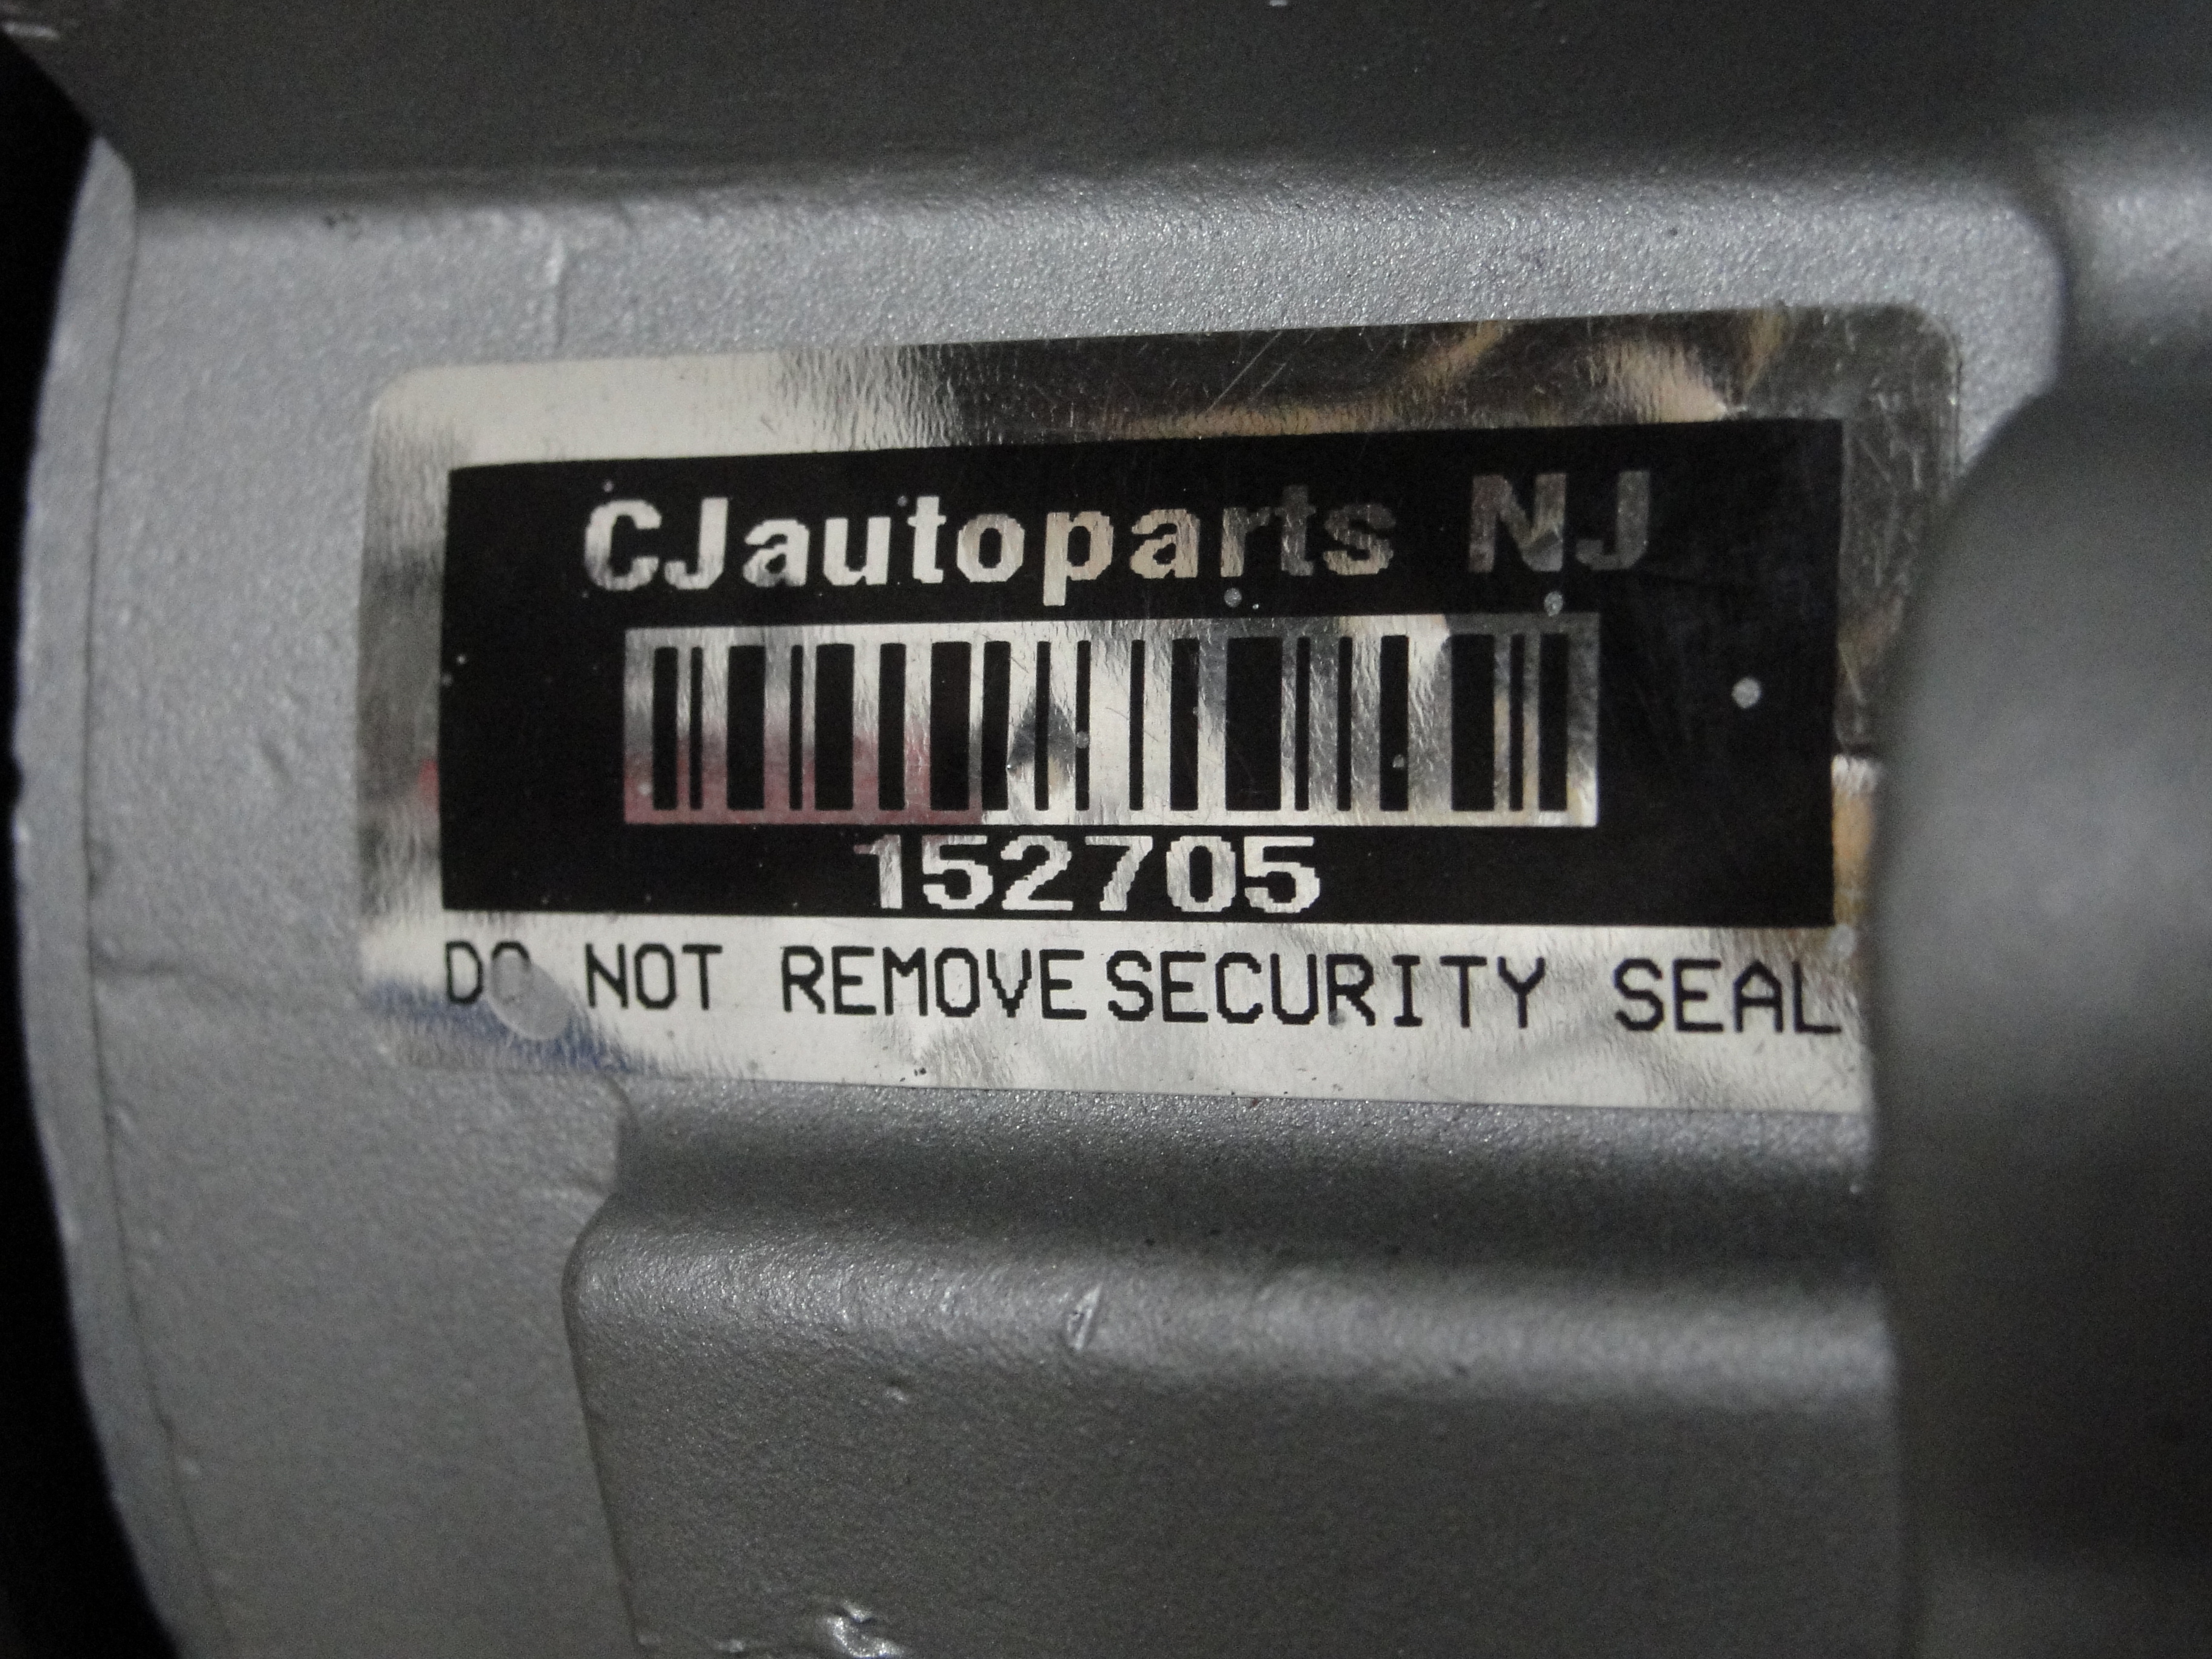 CJautoparts NJ
152705
DO NOT REMOVE SECURITY SEAL